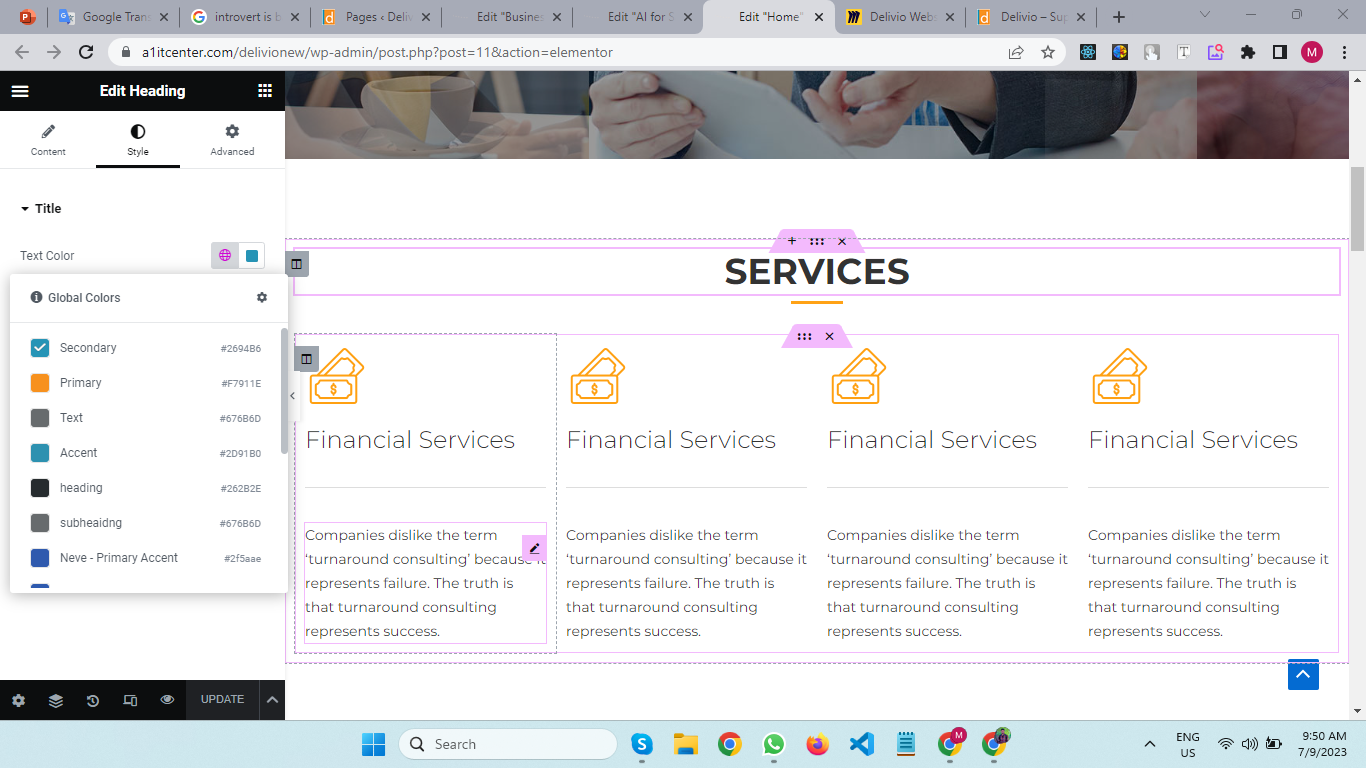 Google Trans
introvert is b
Pages ‹ Deliv
Edit "Busines
Edit "AI for S
Edit "Home"
Delivio Webs
Delivio – Sup
a1itcenter.com/delivionew/wp-admin/post.php?post=11&action=elementor
M
Edit Heading
Content
Style
Advanced
Title
Text Color
Global Colors
Secondary #2694B6
Primary #F7911E
Text #676B6D
Accent #2D91B0
heading #262B2E
subheaidng #676B6D
Neve - Primary Accent #2f5aae
UPDATE
SERVICES
Financial Services
Companies dislike the term
‘turnaround consulting’ because it
represents failure. The truth is
that turnaround consulting
represents success.
Financial Services
Companies dislike the term
‘turnaround consulting’ because it
represents failure. The truth is
that turnaround consulting
represents success.
Financial Services
Companies dislike the term
‘turnaround consulting’ because it
represents failure. The truth is
that turnaround consulting
represents success.
Financial Services
Companies dislike the term
‘turnaround consulting’ because it
represents failure. The truth is
that turnaround consulting
represents success.
Search
M
ENG
US
9:50 AM
7/9/2023